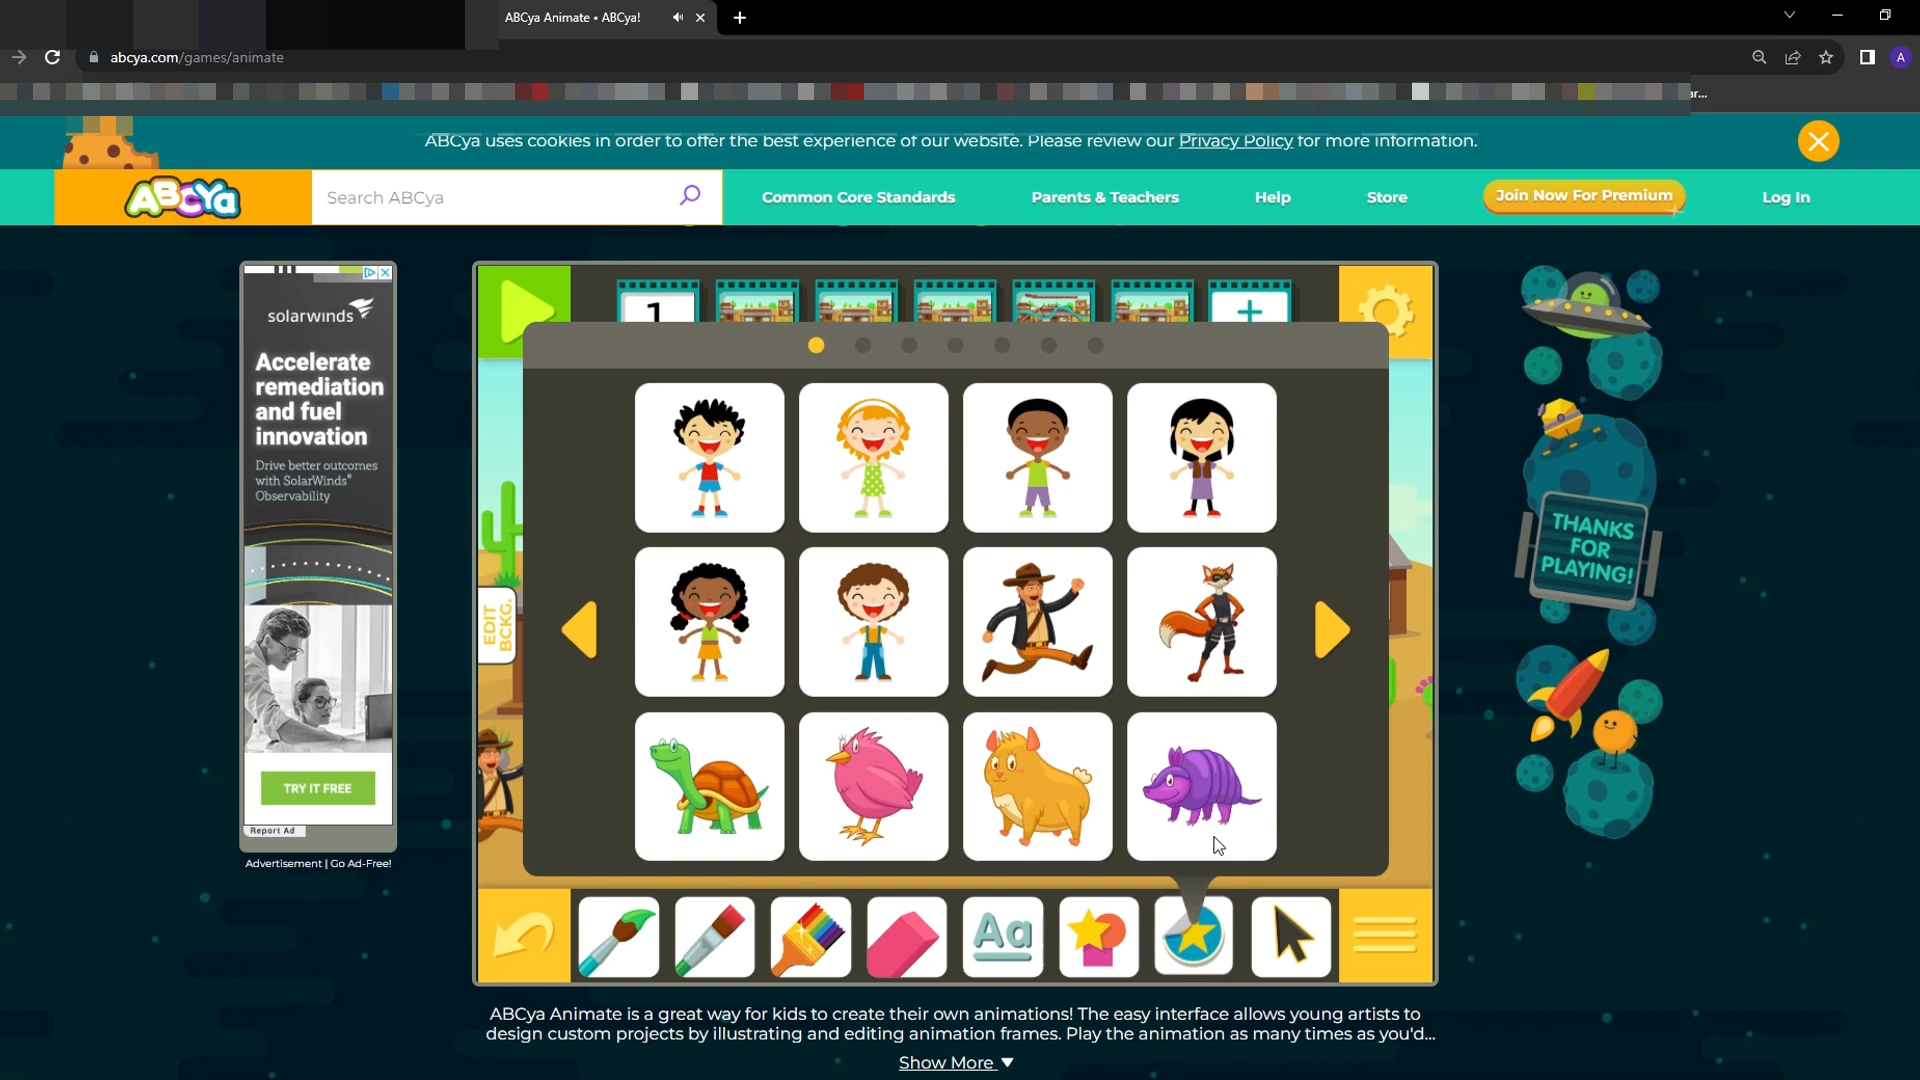 ABCya Animate • ABCya!
abcya.com/games/animate
A
ar...
ABCya uses cookies in order to offer the best experience of our website. Please review our Privacy Policy for more information.
ABCYa
Search ABCya
Common Core Standards
Parents & Teachers
Help
Store
Join Now For Premium
Log In
solarwinds
Accelerate
remediation
and fuel
innovation
Drive better outcomes
with SolarWinds®
Observability
TRY IT FREE
Report Ad
Advertisement | Go Ad-Free!
1
+
EDIT
BCKG.
Aa
THANKS
FOR
PLAYING!
ABCya Animate is a great way for kids to create their own animations! The easy interface allows young artists to
design custom projects by illustrating and editing animation frames. Play the animation as many times as you'd...
Show More ▼